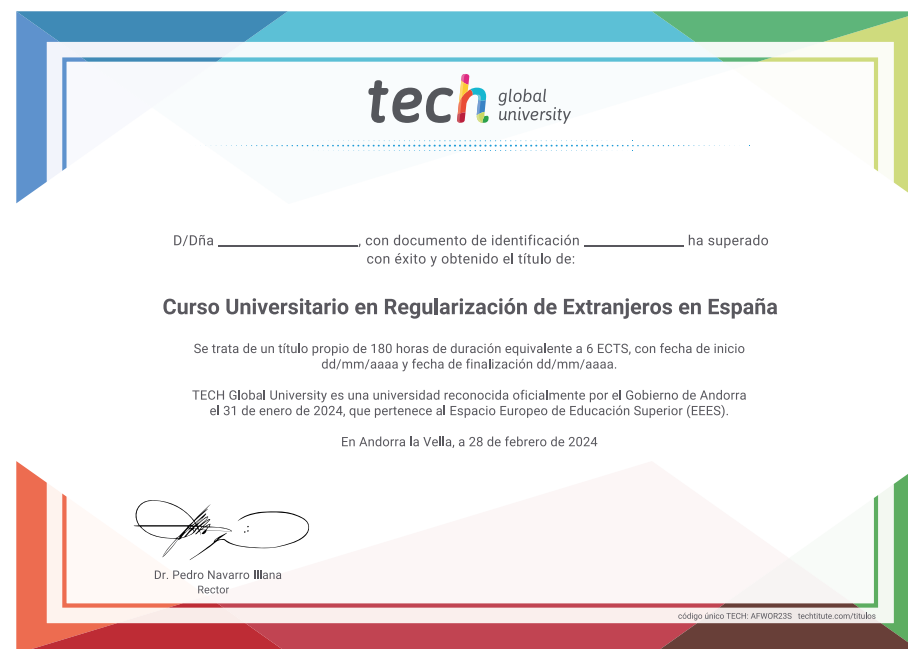 tech global university
D/Dña ______________, con documento de identificación __________ ha superado
con éxito y obtenido el título de:
Curso Universitario en Regularización de Extranjeros en España
Se trata de un título propio de 180 horas de duración equivalente a 6 ECTS, con fecha de inicio
dd/mm/aaaa y fecha de finalización dd/mm/aaaa.
TECH Global University es una universidad reconocida oficialmente por el Gobierno de Andorra
el 31 de enero de 2024, que pertenece al Espacio Europeo de Educación Superior (EEES).
En Andorra la Vella, a 28 de febrero de 2024
Dr. Pedro Navarro Illana
Rector
código único TECH: AFWOR23S techtitute.com/titulos